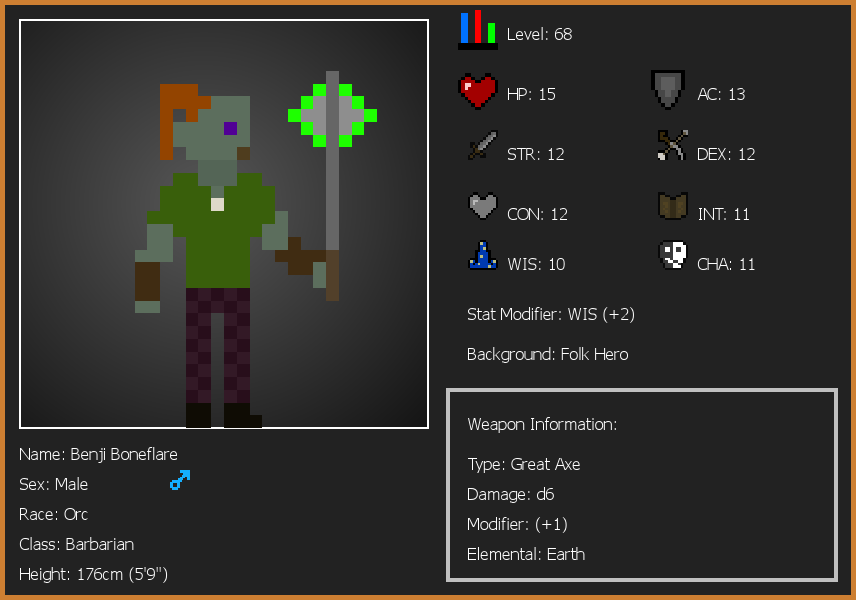 Level: 68
HP: 15
AC: 13
STR: 12
DEX: 12
CON: 12
INT: 11
WIS: 10
CHA: 11
Stat Modifier: WIS (+2)
Background: Folk Hero
Weapon Information:
Type: Great Axe
Damage: d6
Modifier: (+1)
Elemental: Earth
Name: Benji Boneflare
Sex: Male
Race: Orc
Class: Barbarian
Height: 176cm (5'9")